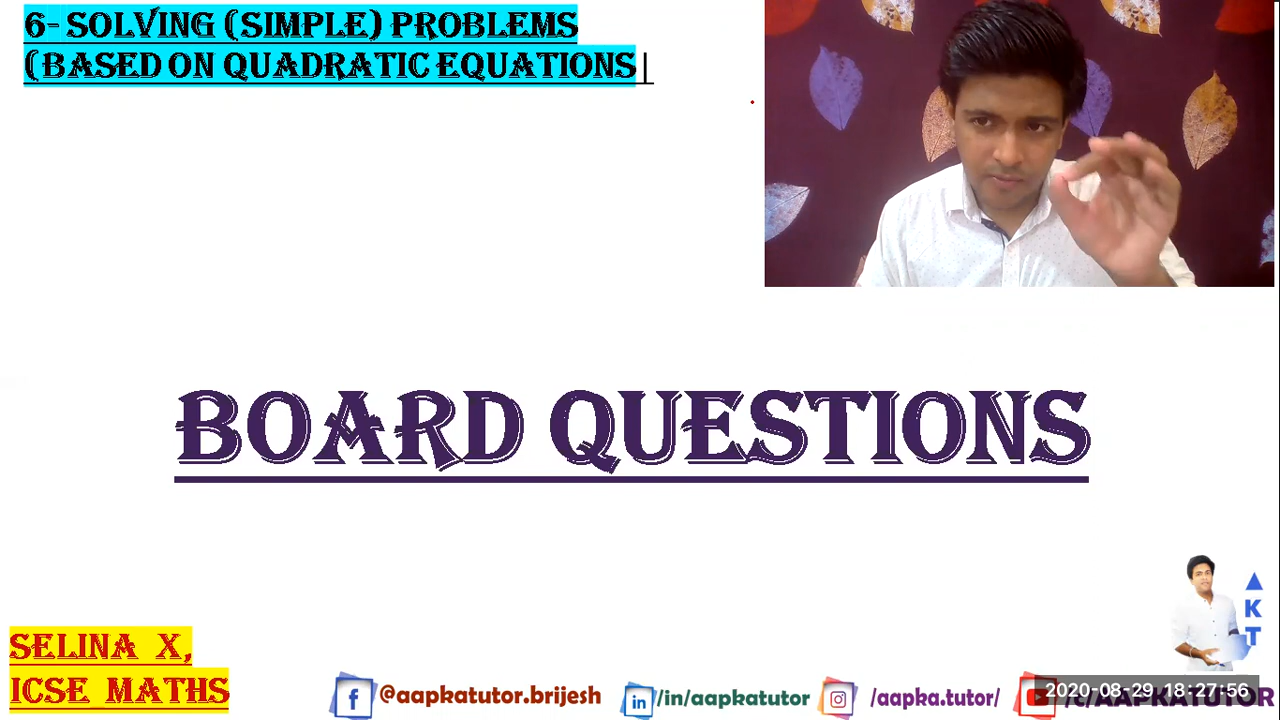 6- SOLVING (SIMPLE) PROBLEMS
(BASED ON QUADRATIC EQUATIONS
BOARD QUESTIONS
A
K
T
SELINA X,
ICSE MATHS
@aapkatutor.brijesh
/in/aapkatutor
/aapka.tutor/
/c/AAPKATUTOR
2020-08-29 18:27:56